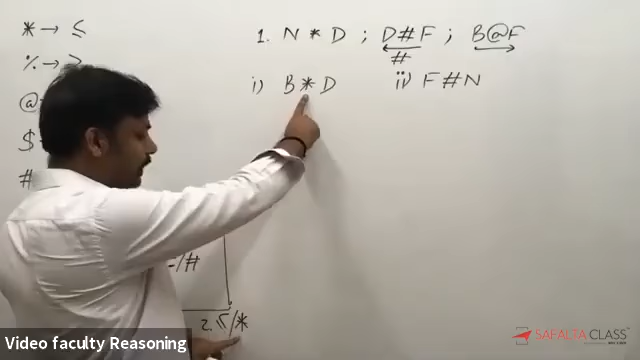 * → ≤
% → >
@
$
#
1. N * D ; D # F ; B @ F
#
i) B * D ii) F # N
-/#
2. ≤/*
Video faculty Reasoning
SAFALTA CLASS